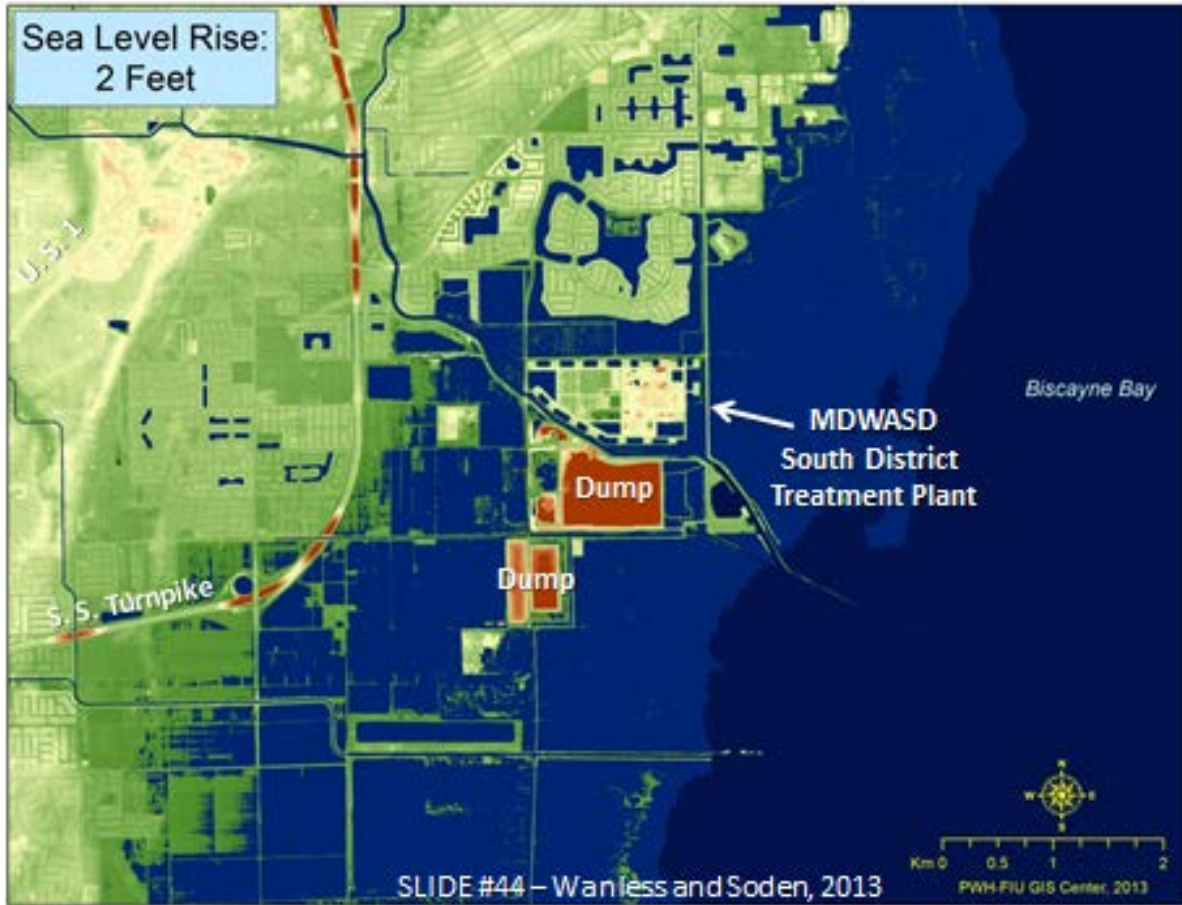 Sea Level Rise:
2 Feet
U. S. 1
Biscayne Bay
MDWASD
South District
Treatment Plant
Dump
Dump
S. S. Turnpike
N
W E
S
Km 0 0.5 1 2
PWH-FIU GIS Center, 2013
SLIDE #44 – Wanless and Soden, 2013